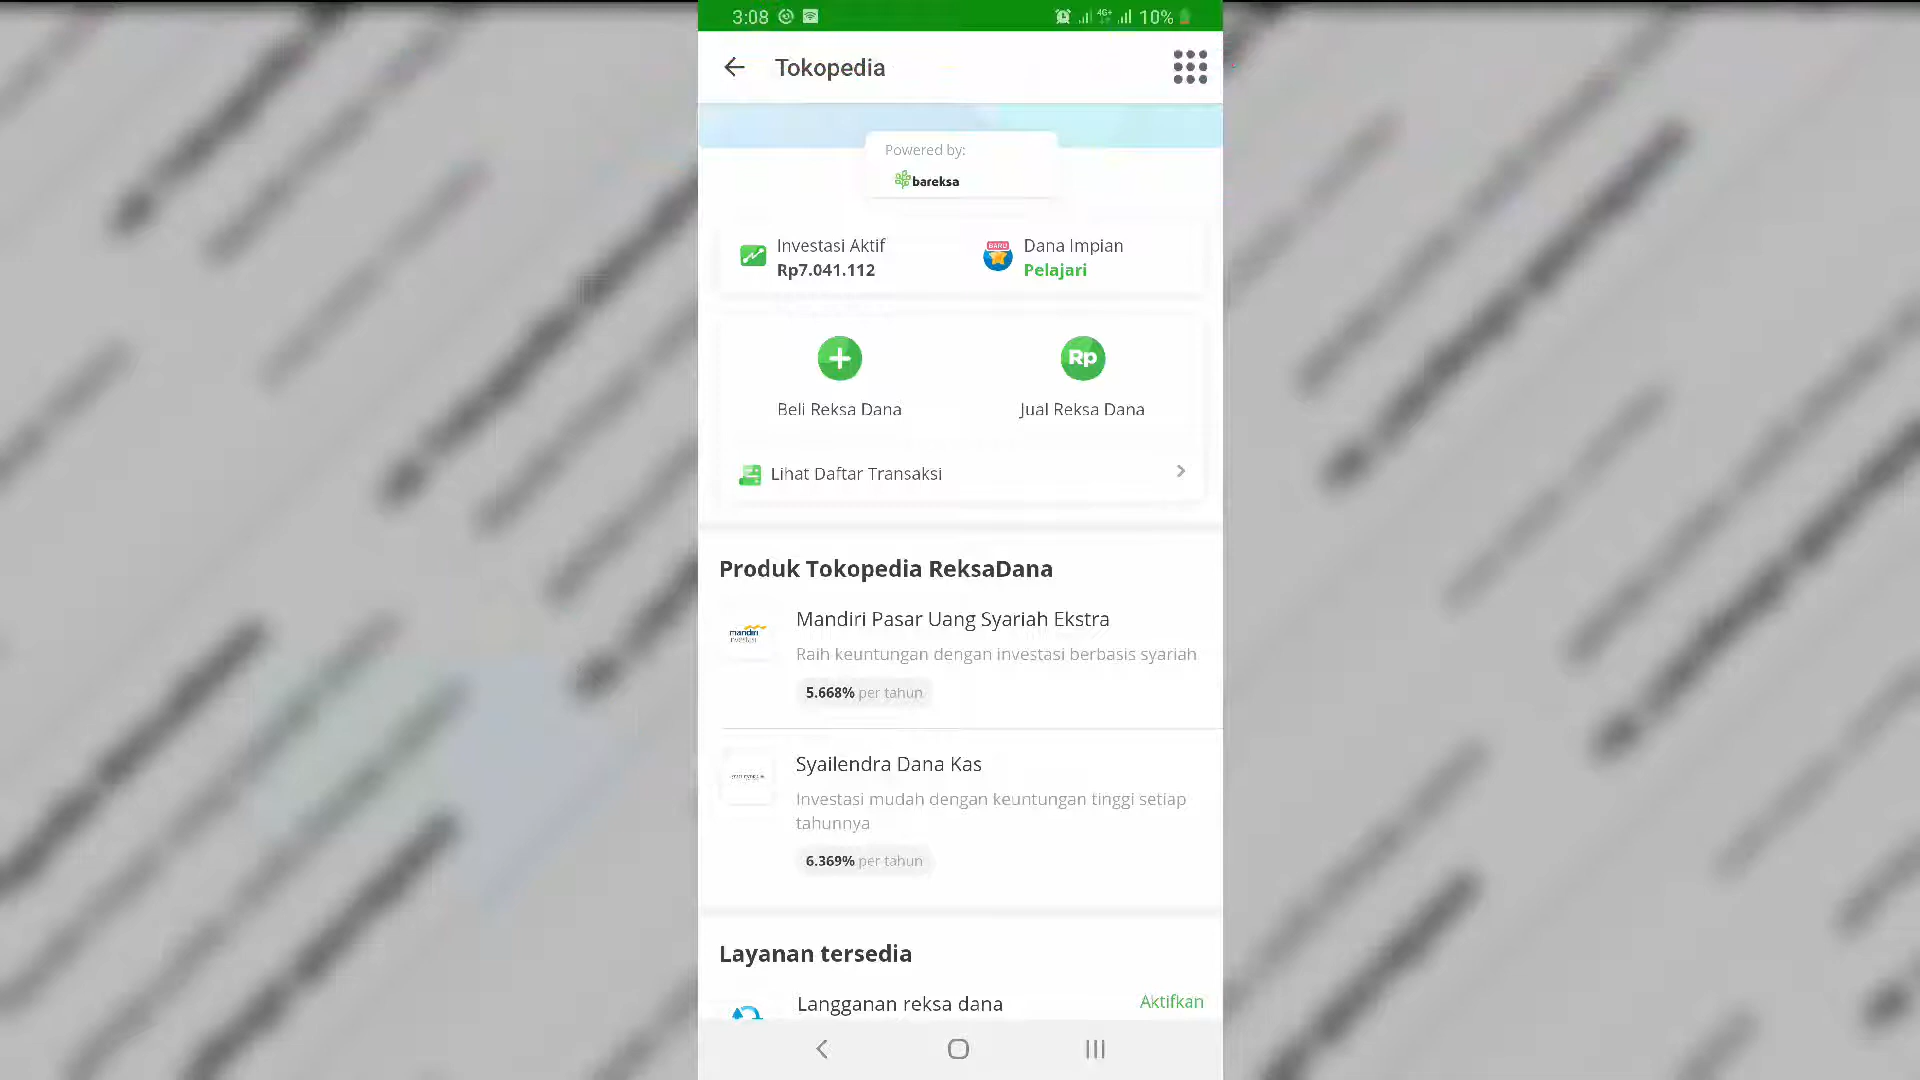 3:08 4G+ 10%
Tokopedia
Powered by:
bareksa
Investasi Aktif
Rp7.041.112
BARU
Dana Impian
Pelajari
Rp
Beli Reksa Dana
Jual Reksa Dana
Lihat Daftar Transaksi
Produk Tokopedia ReksaDana
mandiri
investasi
Mandiri Pasar Uang Syariah Ekstra
Raih keuntungan dengan investasi berbasis syariah
5.668% per tahun
Syailendra Dana Kas
Investasi mudah dengan keuntungan tinggi setiap
tahunnya
6.369% per tahun
Layanan tersedia
Langganan reksa dana
Aktifkan